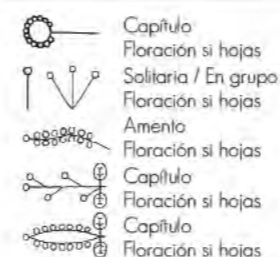 Capítulo
Floración si hojas
Solitaria / En grupo
Floración si hojas
Amento
Floración si hojas
Capítulo
Floración si hojas
Capítulo
Floración si hojas